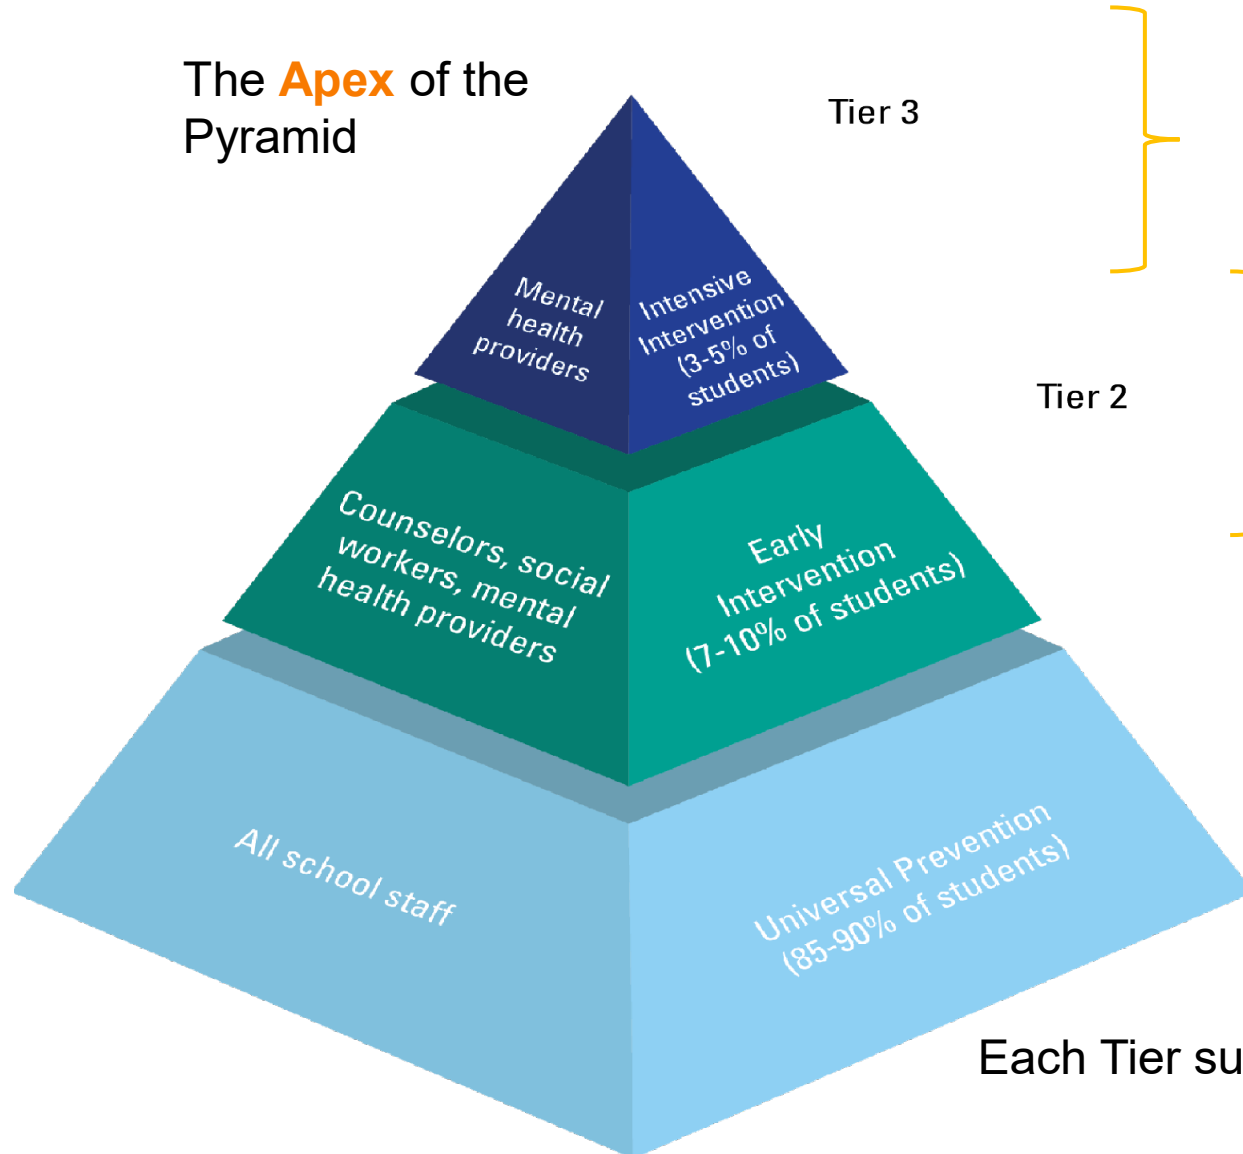 The Apex of the
Pyramid
Tier 3
Mental
health
providers
Intensive
Intervention
(3-5% of
students)
Tier 2
Counselors, social
workers, mental
health providers
Early
Intervention
(7-10% of students)
All school staff
Universal Prevention
(85-90% of students)
Each Tier su